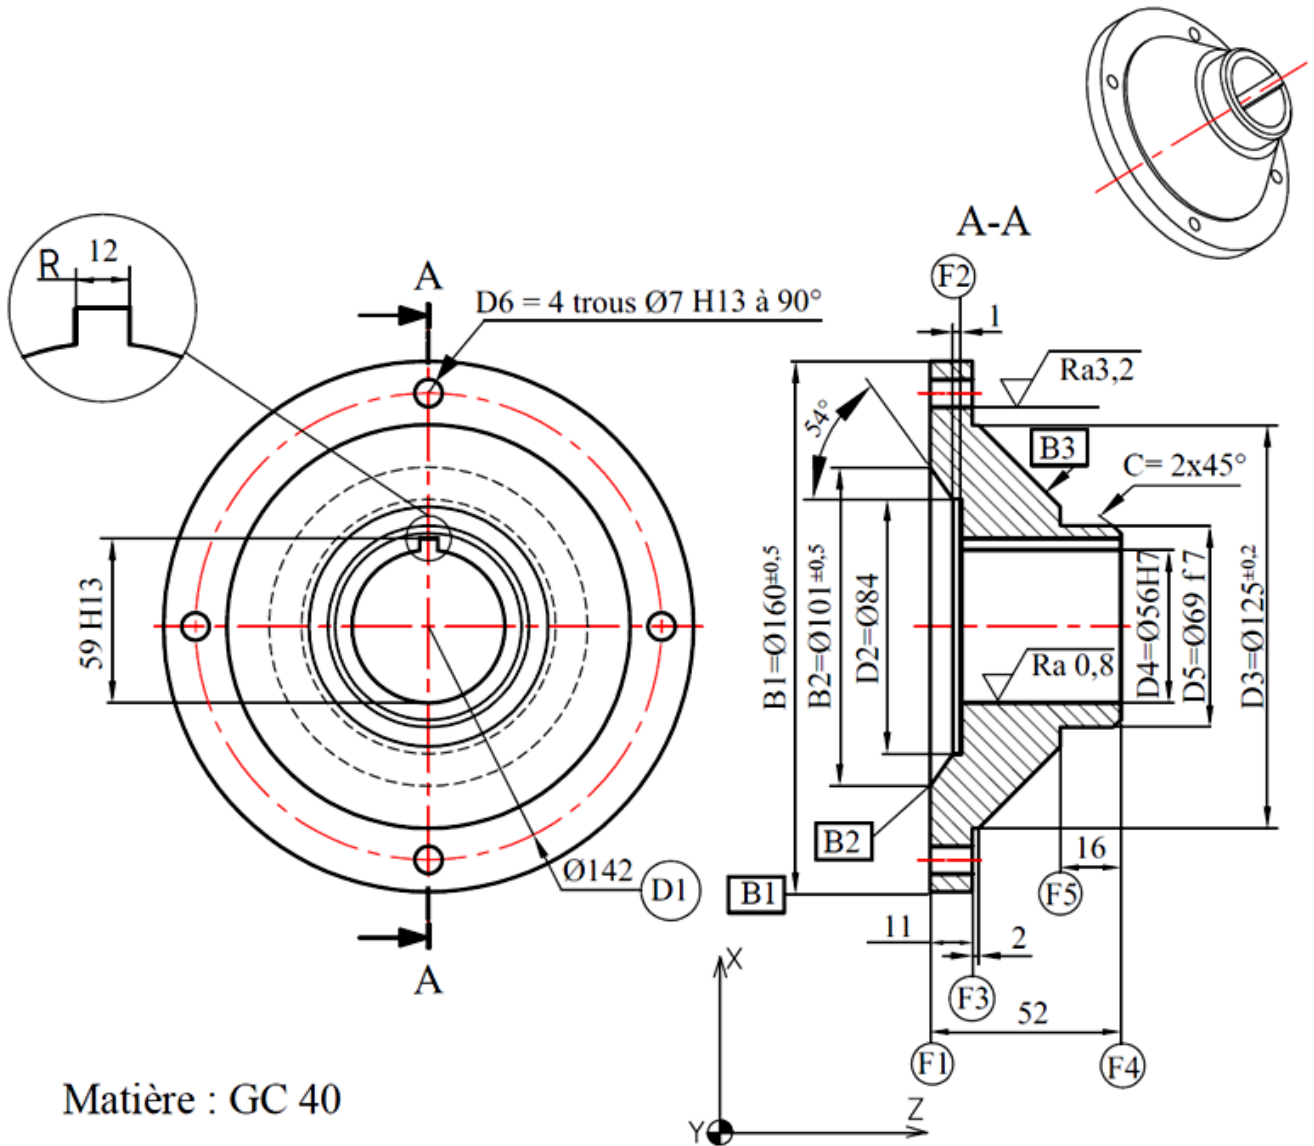 A-A
F2
R
12
A
D6 = 4 trous Ø7 H13 à 90°
1
Ra3,2
54°
B3
C= 2x45°
59 H13
B1=Ø160±0,5
B2=Ø101±0,5
D2=Ø84
D4=Ø56H7
D5=Ø69 f7
D3=Ø125±0,2
Ra 0,8
B2
16
Ø142
D1
B1
F5
11
2
A
X
F3
52
F1
F4
Matière : GC 40
Z
Y